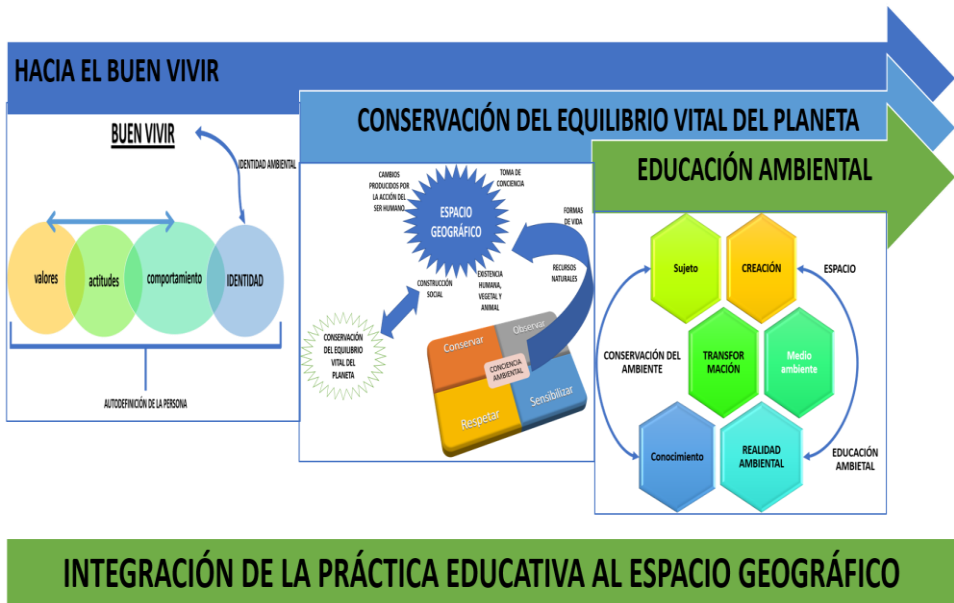 HACIA EL BUEN VIVIR
BUEN VIVIR
IDENTIDAD AMBIENTAL
valores
actitudes
comportamiento
IDENTIDAD
AUTODEFINICIÓN DE LA PERSONA
CONSERVACIÓN DEL EQUILIBRIO VITAL DEL PLANETA
CAMBIOS
PRODUCIDOS POR
LA ACCIÓN DEL
SER HUMANO
TOMA DE
CONCIENCIA
ESPACIO
GEOGRÁFICO
FORMAS
DE VIDA
RECURSOS
NATURALES
CONSTRUCCIÓN
SOCIAL
EXISTENCIA
HUMANA,
VEGETAL Y
ANIMAL
CONSERVACIÓN
DEL EQUILIBRIO
VITAL DEL
PLANETA
Conservar
Observar
CONCIENCIA
AMBIENTAL
Respetar
Sensibilizar
EDUCACIÓN AMBIENTAL
Sujeto
CREACIÓN
ESPACIO
CONSERVACIÓN DEL
AMBIENTE
TRANSFOR
MACIÓN
Medio
ambiente
Conocimiento
REALIDAD
AMBIENTAL
EDUCACIÓN
AMBIETAL
INTEGRACIÓN DE LA PRÁCTICA EDUCATIVA AL ESPACIO GEOGRÁFICO